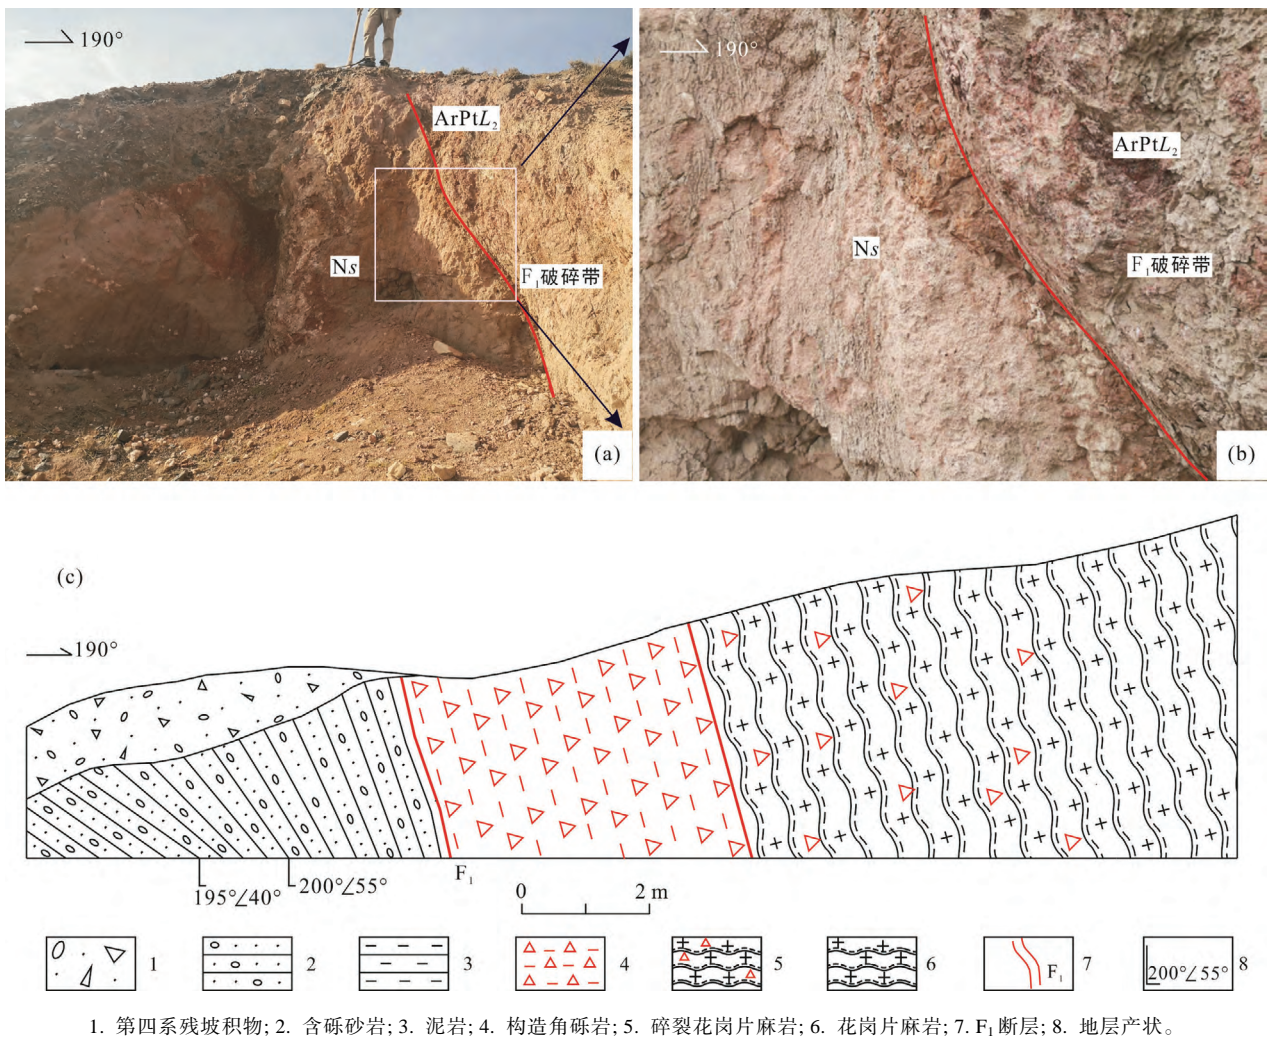 190°
ArPtL₂
Ns
F₁破碎带
(a)
190°
ArPtL₂
Ns
F₁破碎带
(b)
(c)
190°
F₁
195°∠40°
200°∠55°
0 2 m
1
2
3
4
5
6
F₁ 7
200°∠55° 8
1. 第四系残坡积物; 2. 含砾砂岩; 3. 泥岩; 4. 构造角砾岩; 5. 碎裂花岗片麻岩; 6. 花岗片麻岩; 7. F₁断层; 8. 地层产状。